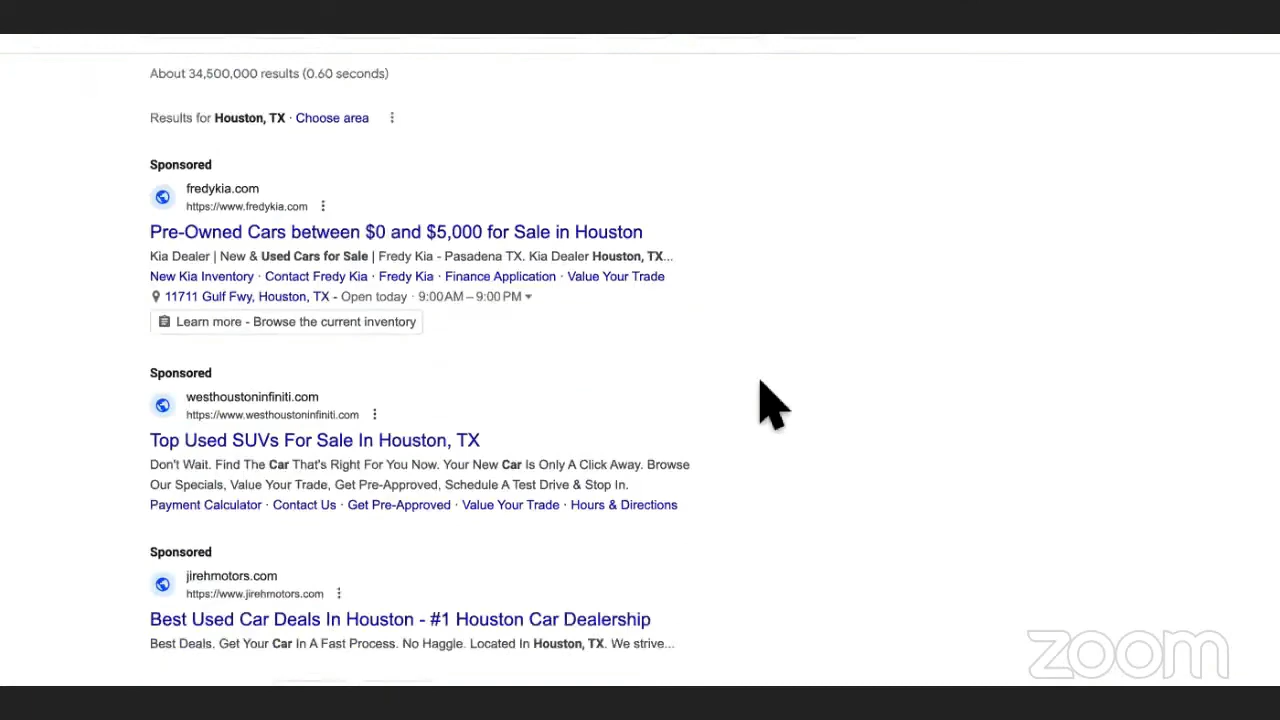 About 34,500,000 results (0.60 seconds)
Results for Houston, TX · Choose area
Sponsored
fredykia.com
https://www.fredykia.com
Pre-Owned Cars between $0 and $5,000 for Sale in Houston
Kia Dealer | New & Used Cars for Sale | Fredy Kia - Pasadena TX. Kia Dealer Houston, TX...
New Kia Inventory · Contact Fredy Kia · Fredy Kia · Finance Application · Value Your Trade
11711 Gulf Fwy, Houston, TX - Open today · 9:00 AM – 9:00 PM
Learn more - Browse the current inventory
Sponsored
westhoustoninfiniti.com
https://www.westhoustoninfiniti.com
Top Used SUVs For Sale In Houston, TX
Don't Wait. Find The Car That's Right For You Now. Your New Car Is Only A Click Away. Browse
Our Specials, Value Your Trade, Get Pre-Approved, Schedule A Test Drive & Stop In.
Payment Calculator · Contact Us · Get Pre-Approved · Value Your Trade · Hours & Directions
Sponsored
jirehmotors.com
https://www.jirehmotors.com
Best Used Car Deals In Houston - #1 Houston Car Dealership
Best Deals. Get Your Car In A Fast Process. No Haggle. Located In Houston, TX. We strive...
zoom